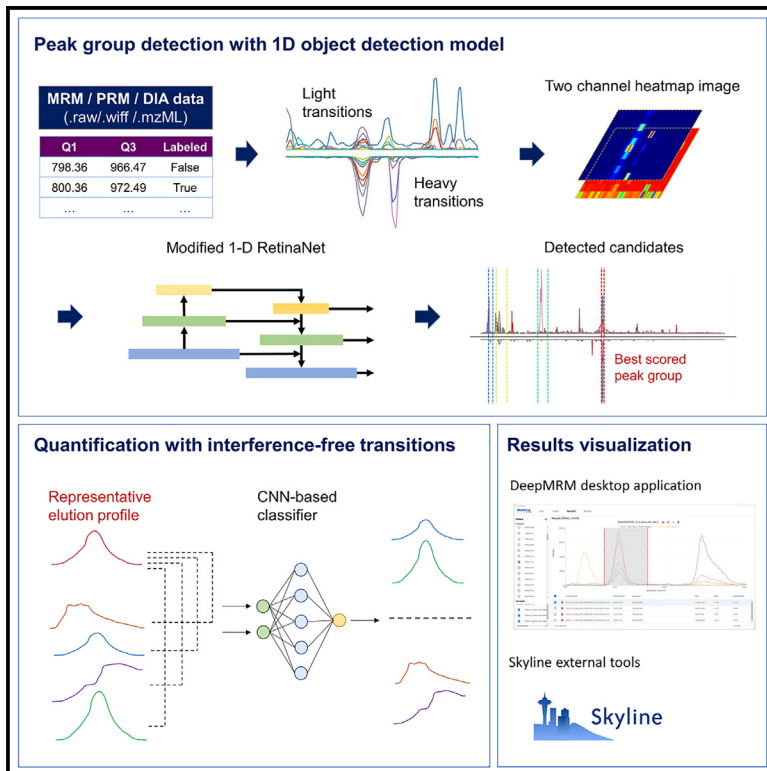 Peak group detection with 1D object detection model
MRM / PRM / DIA data
(.raw/.wiff /.mzML)
Q1 Q3 Labeled
798.36 966.47 False
800.36 972.49 True
... ...
Light
transitions
Heavy
transitions
Two channel heatmap image
Modified 1-D RetinaNet
Detected candidates
Best scored
peak group
Quantification with interference-free transitions
Representative
elution profile
CNN-based
classifier
Results visualization
DeepMRM desktop application
Skyline external tools
Skyline